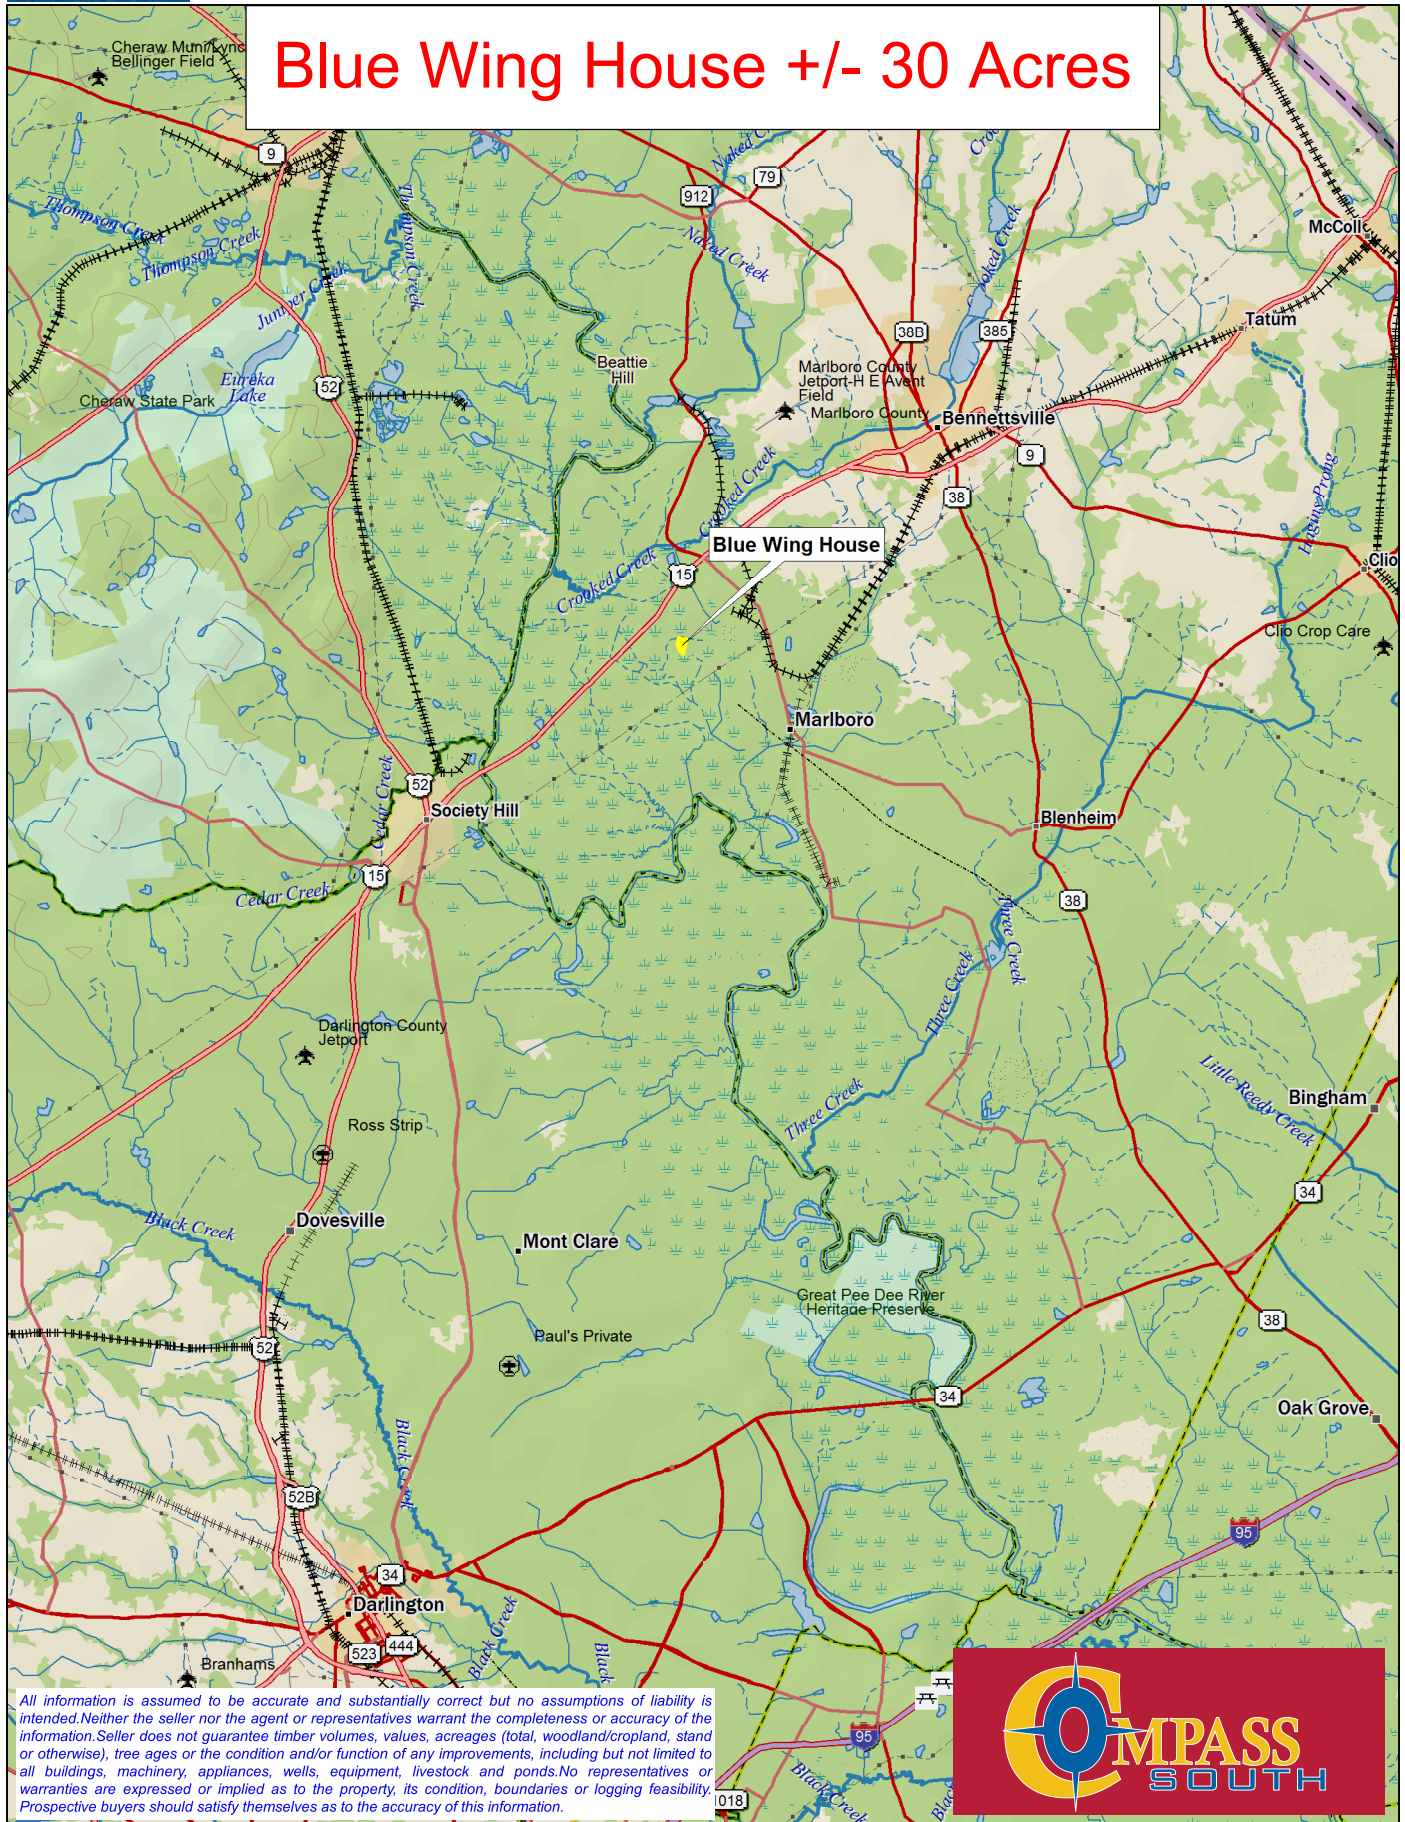 Blue Wing House +/- 30 Acres
Cheraw Muni/Lync
Bellinger Field
9
79
912
Naked C
Naked Creek
Croo
oked Creek
Thompson Creek
Thompson Creek
Thompson Creek
Juniper Creek
McColl
Tatum
38B
385
52
Eureka
Lake
Cheraw State Park
Beattie
Hill
Marlboro County
Jetport-H E Avent
Field
Marlboro County
Bennettsville
9
38
Hagins Prong
Crooked Creek
Blue Wing House
Crooked Creek
15
Clio
Clio Crop Care
Marlboro
52
Cedar Creek
Society Hill
Blenheim
15
Cedar Creek
38
Three Creek
Three Creek
Three Creek
Darlington County
Jetport
Little Reedy Creek
Bingham
Ross Strip
34
Black Creek
Dovesville
Mont Clare
Great Pee Dee River
Heritage Preserve
38
Paul's Private
52
34
Oak Grove
Black Creek
52B
95
34
Darlington
523
444
Black Creek
Black
Branhams
95
Black Creek
Blac
1018
All information is assumed to be accurate and substantially correct but no assumptions of liability is
intended.Neither the seller nor the agent or representatives warrant the completeness or accuracy of the
information.Seller does not guarantee timber volumes, values, acreages (total, woodland/cropland, stand
or otherwise), tree ages or the condition and/or function of any improvements, including but not limited to
all buildings, machinery, appliances, wells, equipment, livestock and ponds.No representatives or
warranties are expressed or implied as to the property, its condition, boundaries or logging feasibility.
Prospective buyers should satisfy themselves as to the accuracy of this information.
COMPASS
SOUTH